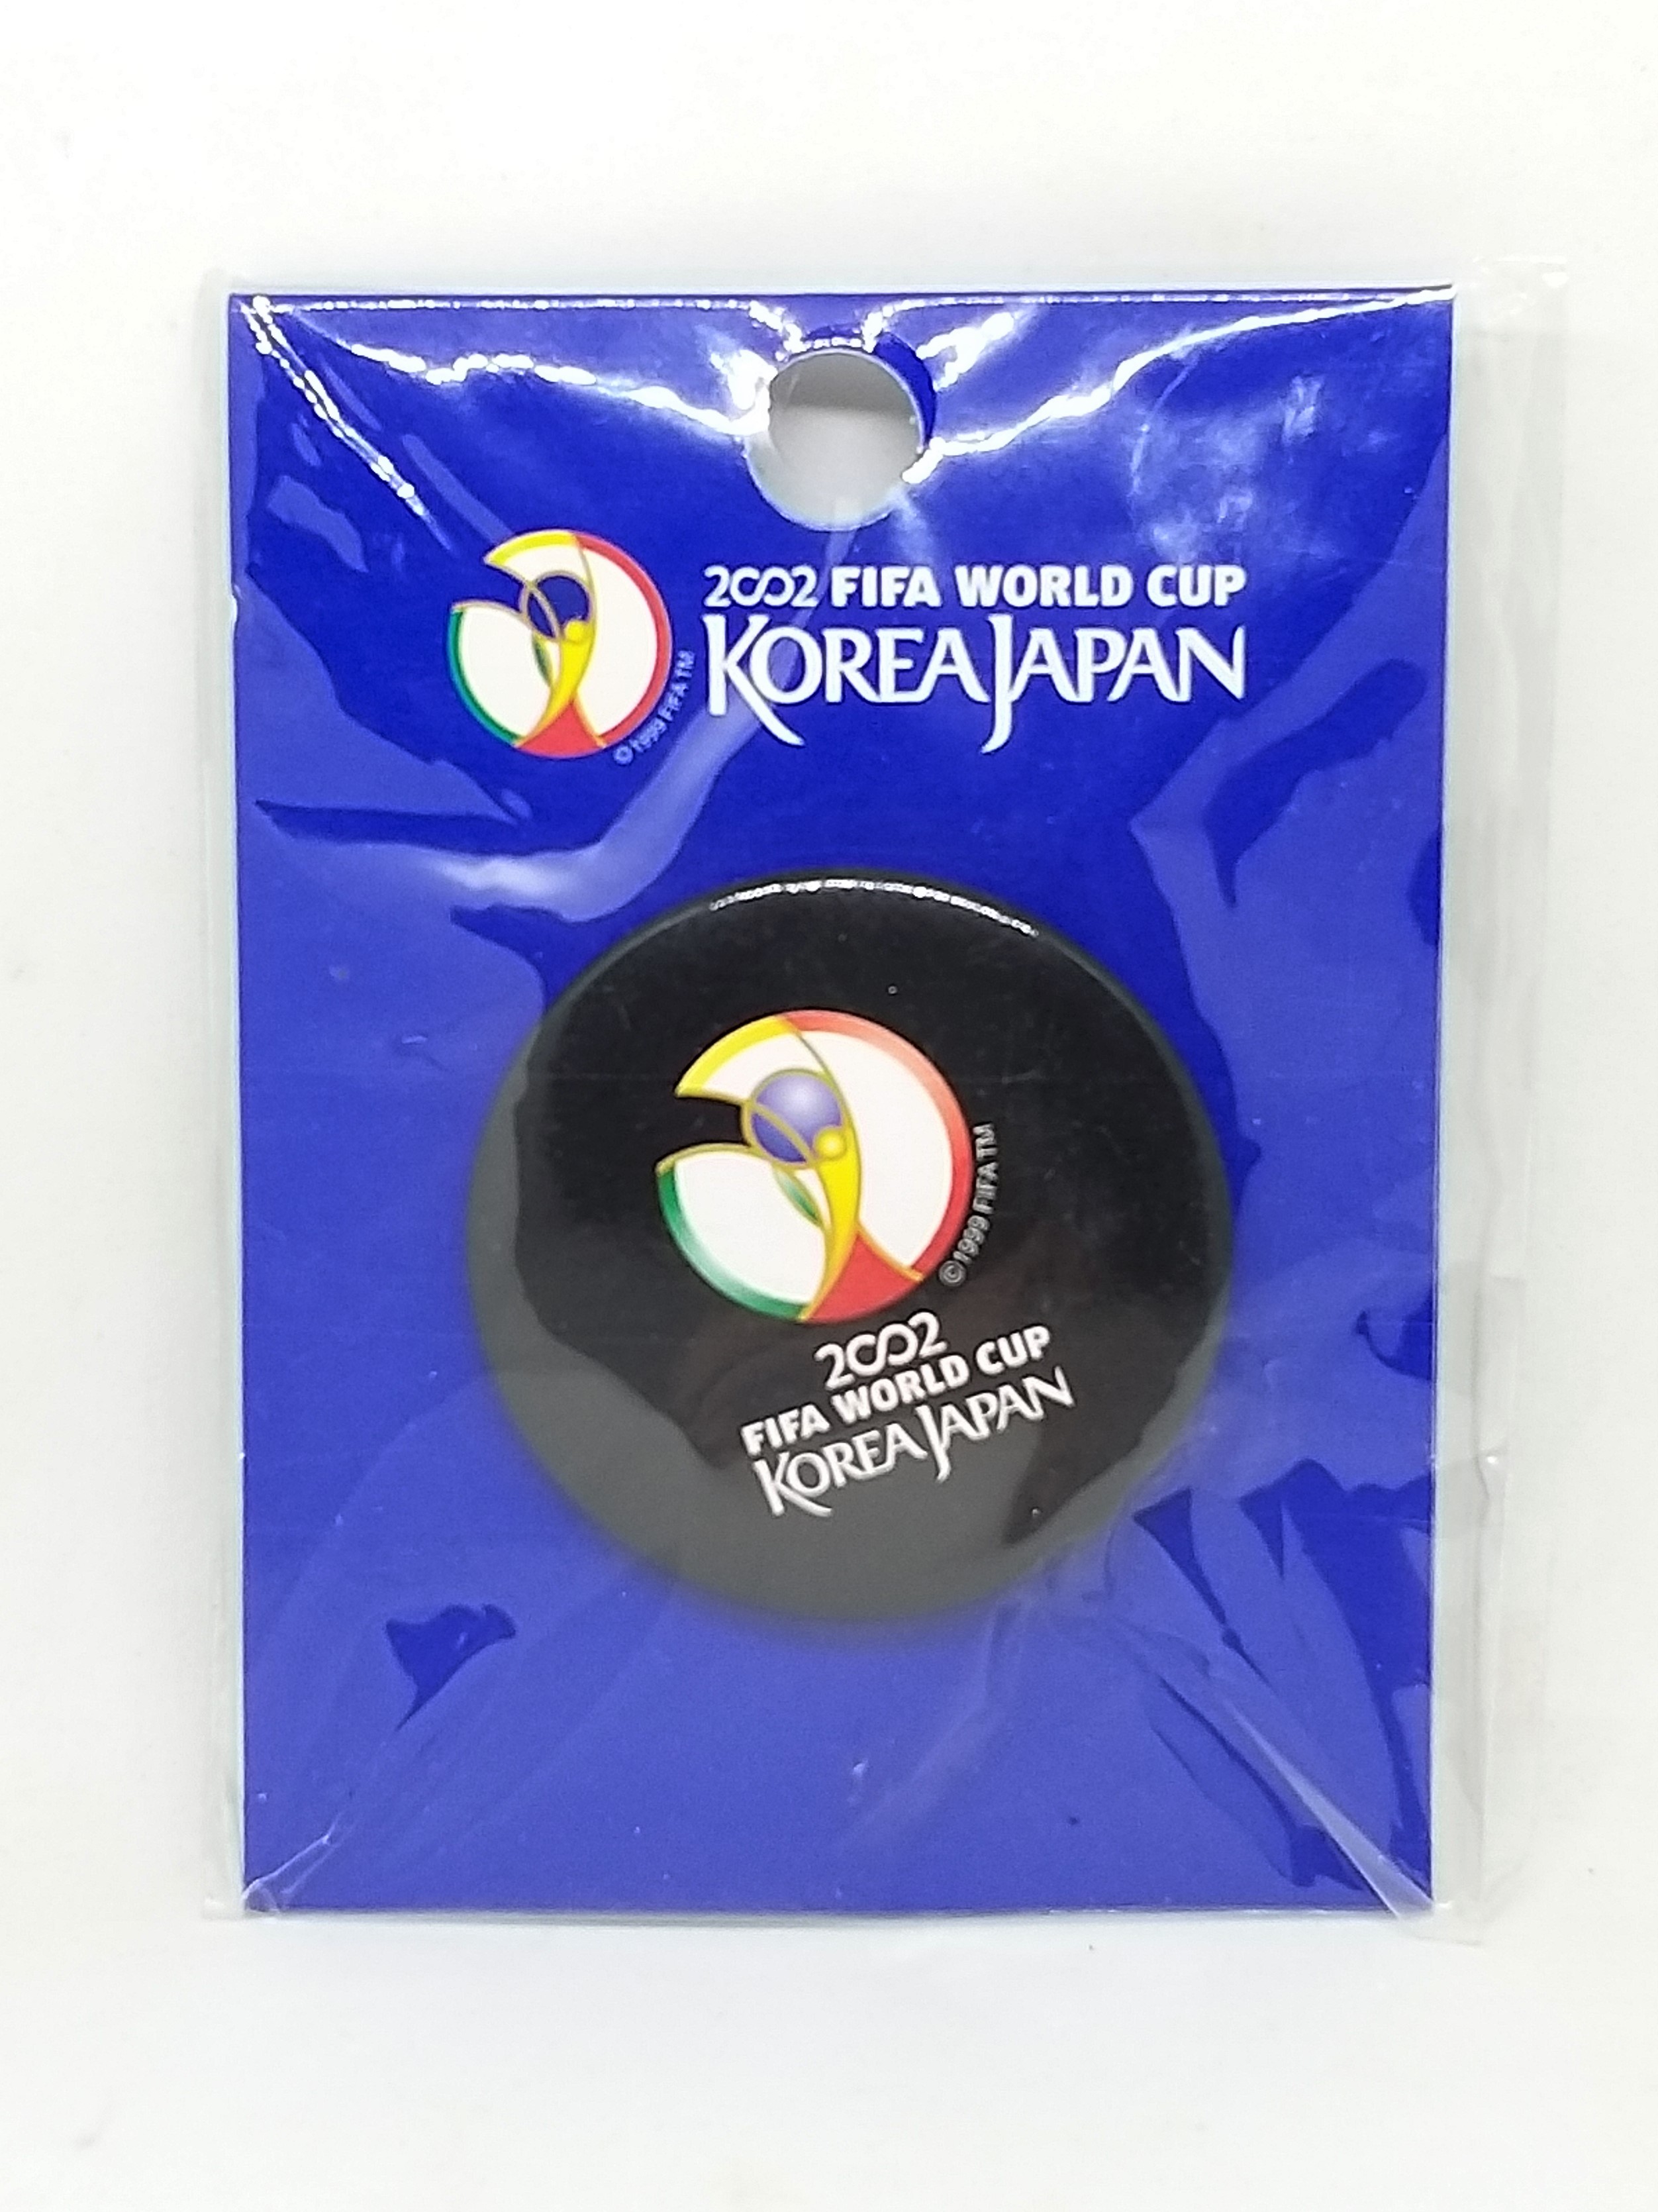 2002 FIFA WORLD CUP
KOREA JAPAN
© 1999 FIFA TM
© 1999 FIFA TM
2002
FIFA WORLD CUP
KOREA JAPAN